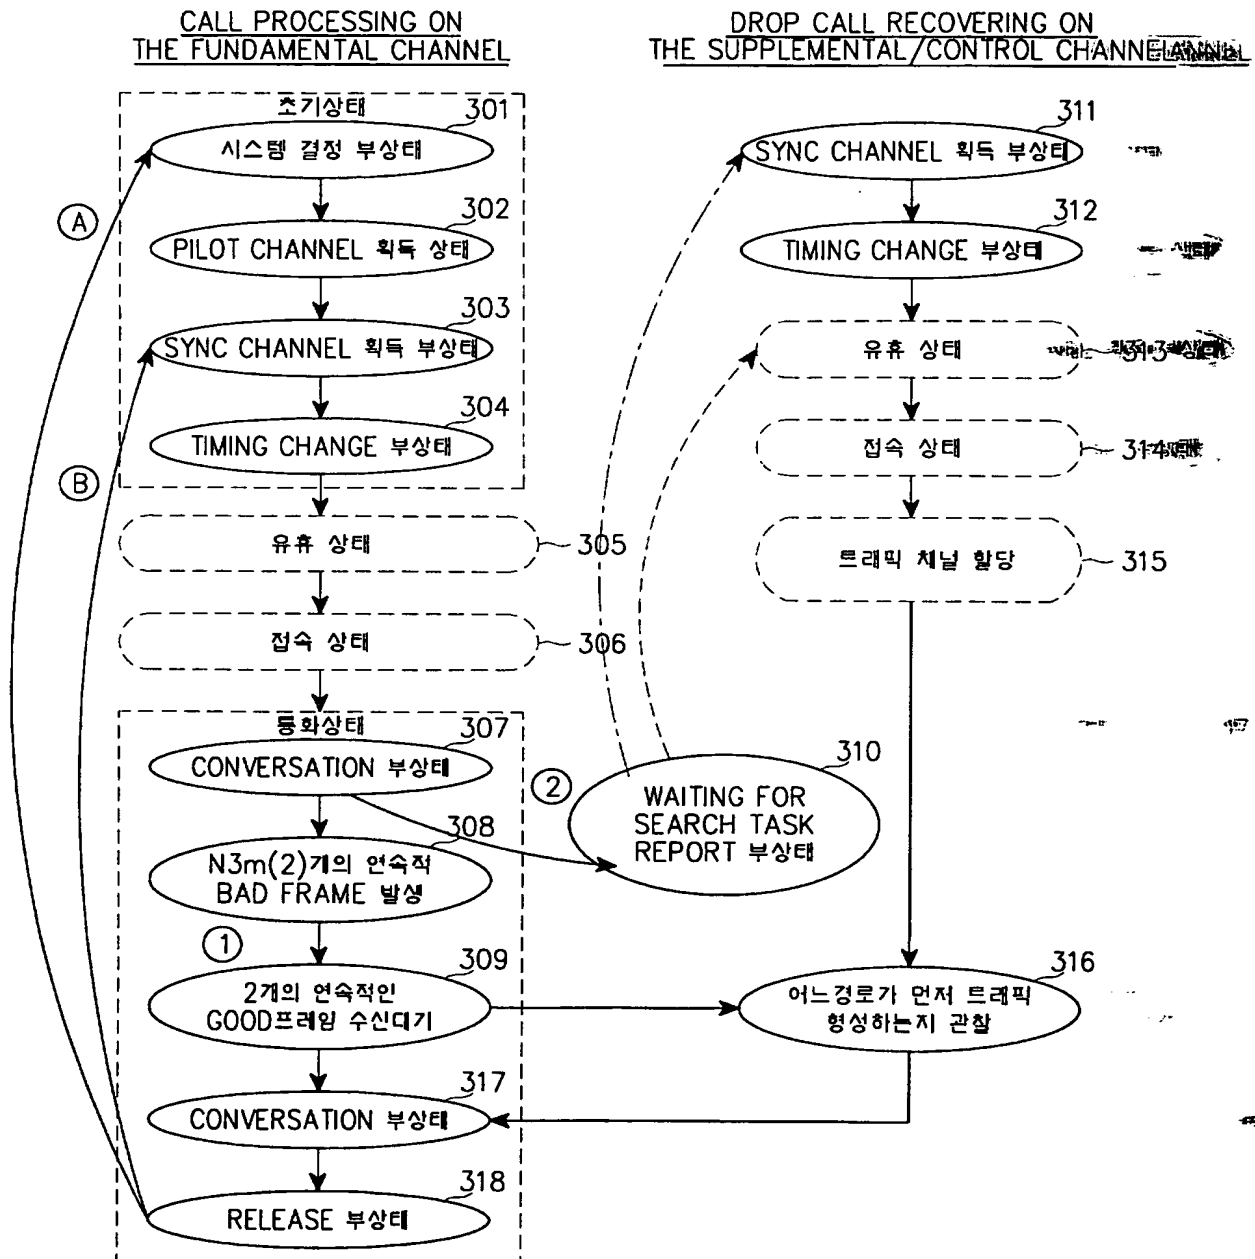 CALL PROCESSING ON
THE FUNDAMENTAL CHANNEL
DROP CALL RECOVERING ON
THE SUPPLEMENTAL/CONTROL CHANNEL
초기상태
301
시스템 결정 부상태
302
PILOT CHANNEL 획득 상태
303
SYNC CHANNEL 획득 부상태
304
TIMING CHANGE 부상태
A
B
유휴 상태
305
접속 상태
306
통화상태
307
CONVERSATION 부상태
308
N3m(2)개의 연속적
BAD FRAME 발생
1
309
2개의 연속적인
GOOD프레임 수신대기
317
CONVERSATION 부상태
318
RELEASE 부상태
311
SYNC CHANNEL 획득 부상태
312
TIMING CHANGE 부상태
유휴 상태
313
접속 상태
314
트래픽 채널 할당
315
2
310
WAITING FOR
SEARCH TASK
REPORT 부상태
316
어느경로가 먼저 트래픽
형성하는지 관찰